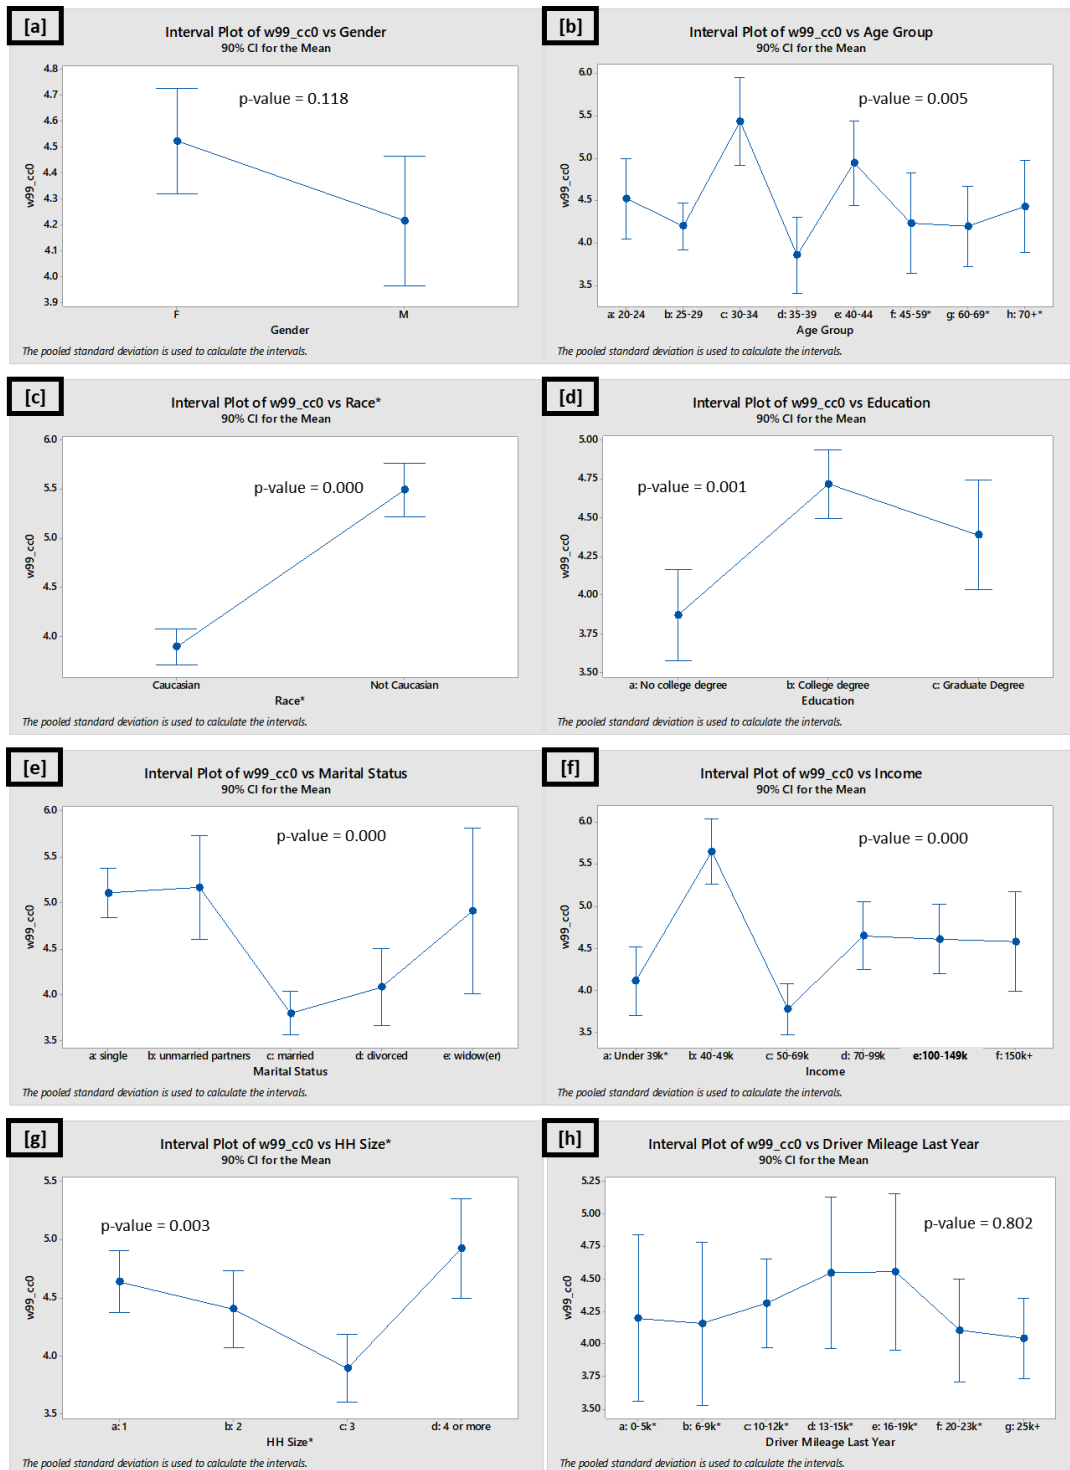 [a]
Interval Plot of w99_cc0 vs Gender
90% CI for the Mean
p-value = 0.118
4.8
4.7
4.6
4.5
4.4
4.3
4.2
4.1
4.0
3.9
w99_cc0
F M
Gender
The pooled standard deviation is used to calculate the intervals.
[b]
Interval Plot of w99_cc0 vs Age Group
90% CI for the Mean
p-value = 0.005
6.0
5.5
5.0
4.5
4.0
3.5
w99_cc0
a: 20-24 b: 25-29 c: 30-34 d: 35-39 e: 40-44 f: 45-59* g: 60-69* h: 70+*
Age Group
The pooled standard deviation is used to calculate the intervals.
[c]
Interval Plot of w99_cc0 vs Race*
90% CI for the Mean
p-value = 0.000
6.0
5.5
5.0
4.5
4.0
w99_cc0
Caucasian Not Caucasian
Race*
The pooled standard deviation is used to calculate the intervals.
[d]
Interval Plot of w99_cc0 vs Education
90% CI for the Mean
p-value = 0.001
5.00
4.75
4.50
4.25
4.00
3.75
3.50
w99_cc0
a: No college degree b: College degree c: Graduate Degree
Education
The pooled standard deviation is used to calculate the intervals.
[e]
Interval Plot of w99_cc0 vs Marital Status
90% CI for the Mean
p-value = 0.000
6.0
5.5
5.0
4.5
4.0
3.5
w99_cc0
a: single b: unmarried partners c: married d: divorced e: widow(er)
Marital Status
The pooled standard deviation is used to calculate the intervals.
[f]
Interval Plot of w99_cc0 vs Income
90% CI for the Mean
p-value = 0.000
6.0
5.5
5.0
4.5
4.0
3.5
w99_cc0
a: Under 39k* b: 40-49k c: 50-69k d: 70-99k e:100-149k f: 150k+
Income
The pooled standard deviation is used to calculate the intervals.
[g]
Interval Plot of w99_cc0 vs HH Size*
90% CI for the Mean
p-value = 0.003
5.5
5.0
4.5
4.0
3.5
w99_cc0
a: 1 b: 2 c: 3 d: 4 or more
HH Size*
The pooled standard deviation is used to calculate the intervals.
[h]
Interval Plot of w99_cc0 vs Driver Mileage Last Year
90% CI for the Mean
p-value = 0.802
5.25
5.00
4.75
4.50
4.25
4.00
3.75
3.50
w99_cc0
a: 0-5k* b: 6-9k* c: 10-12k* d: 13-15k* e: 16-19k* f: 20-23k* g: 25k+
Driver Mileage Last Year
The pooled standard deviation is used to calculate the intervals.